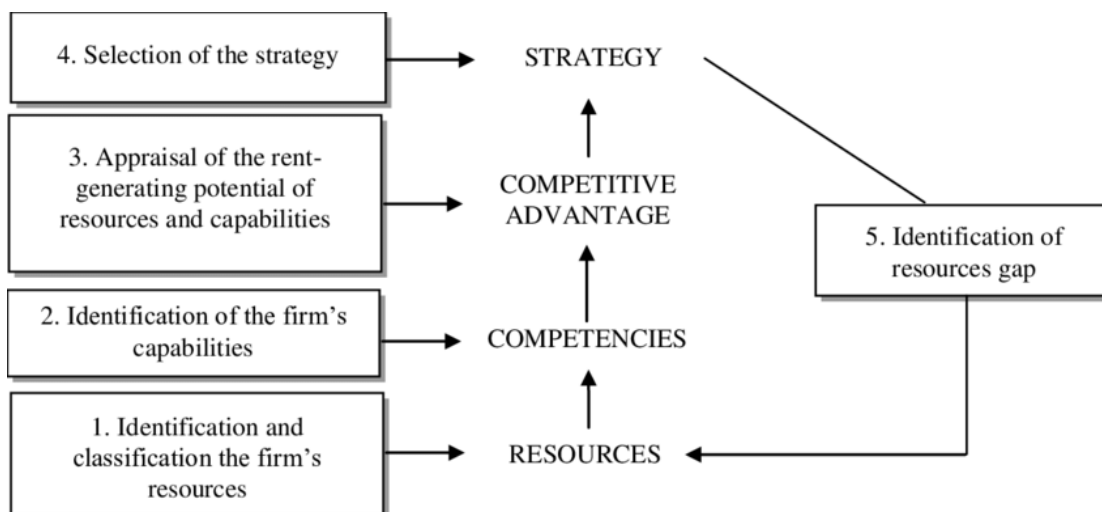 4. Selection of the strategy
STRATEGY
3. Appraisal of the rent-
generating potential of
resources and capabilities
COMPETITIVE
ADVANTAGE
5. Identification of
resources gap
2. Identification of the firm's
capabilities
COMPETENCIES
1. Identification and
classification the firm's
resources
RESOURCES